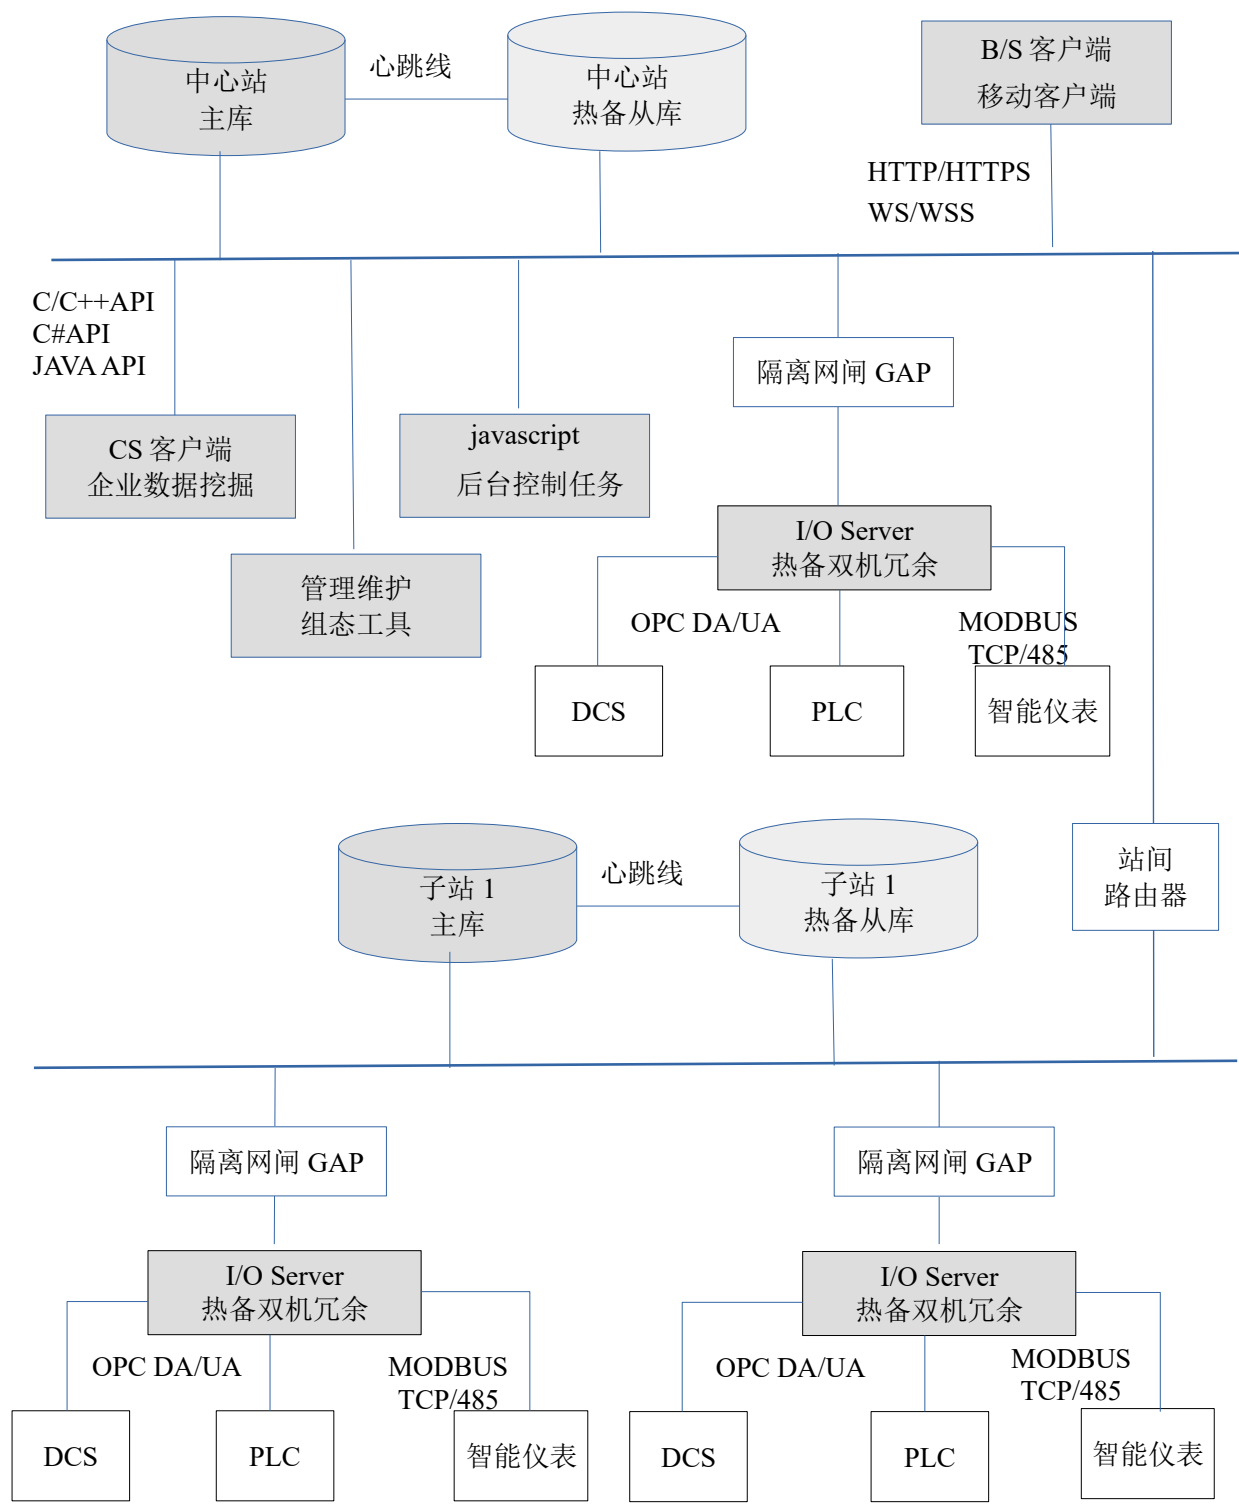 中心站
主库
心跳线
中心站
热备从库
B/S 客户端
移动客户端
HTTP/HTTPS
WS/WSS
C/C++API
C#API
JAVA API
CS 客户端
企业数据挖掘
javascript
后台控制任务
隔离网闸 GAP
管理维护
组态工具
I/O Server
热备双机冗余
OPC DA/UA
MODBUS
TCP/485
DCS
PLC
智能仪表
子站 1
主库
心跳线
子站 1
热备从库
站间
路由器
隔离网闸 GAP
隔离网闸 GAP
I/O Server
热备双机冗余
I/O Server
热备双机冗余
OPC DA/UA
MODBUS
TCP/485
OPC DA/UA
MODBUS
TCP/485
DCS
PLC
智能仪表
DCS
PLC
智能仪表